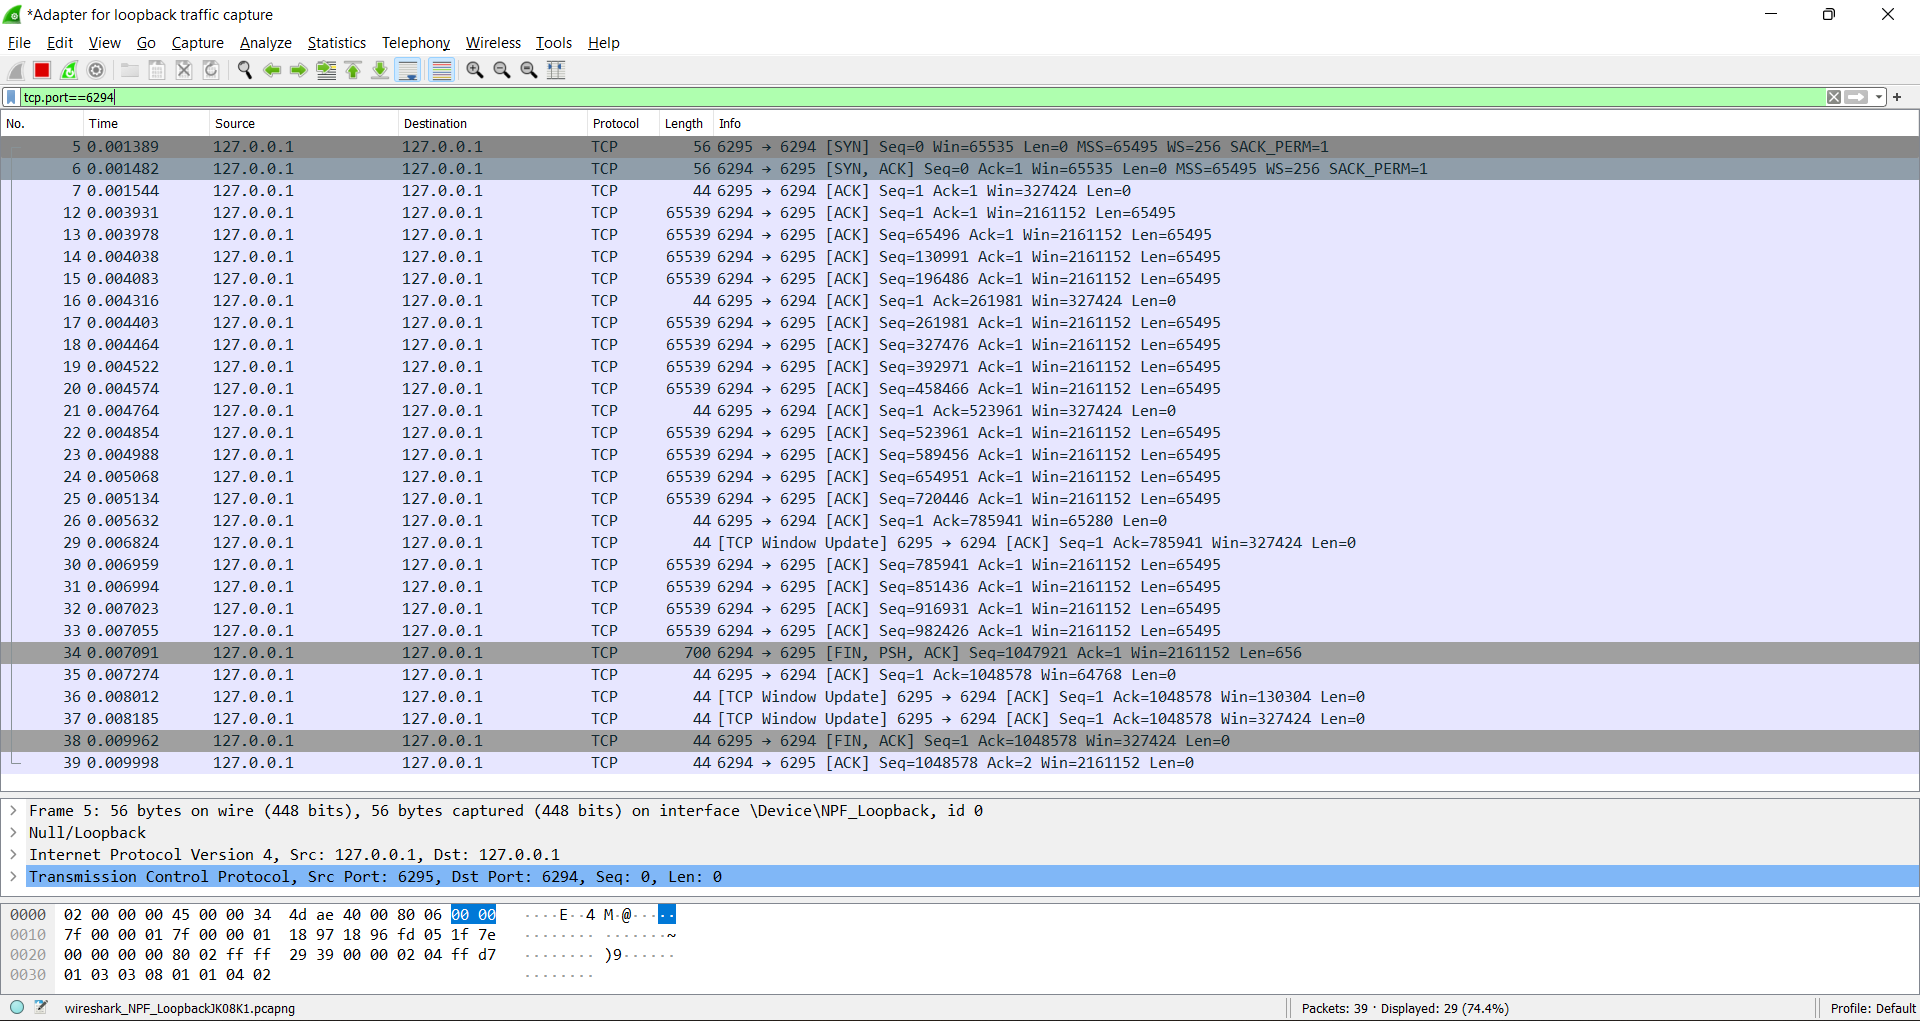 *Adapter for loopback traffic capture
File Edit View Go Capture Analyze Statistics Telephony Wireless Tools Help
tcp.port==6294
No. Time Source Destination Protocol Length Info
5 0.001389 127.0.0.1 127.0.0.1 TCP 56 6295 → 6294 [SYN] Seq=0 Win=65535 Len=0 MSS=65495 WS=256 SACK_PERM=1
6 0.001482 127.0.0.1 127.0.0.1 TCP 56 6294 → 6295 [SYN, ACK] Seq=0 Ack=1 Win=65535 Len=0 MSS=65495 WS=256 SACK_PERM=1
7 0.001544 127.0.0.1 127.0.0.1 TCP 44 6295 → 6294 [ACK] Seq=1 Ack=1 Win=327424 Len=0
12 0.003931 127.0.0.1 127.0.0.1 TCP 65539 6294 → 6295 [ACK] Seq=1 Ack=1 Win=2161152 Len=65495
13 0.003978 127.0.0.1 127.0.0.1 TCP 65539 6294 → 6295 [ACK] Seq=65496 Ack=1 Win=2161152 Len=65495
14 0.004038 127.0.0.1 127.0.0.1 TCP 65539 6294 → 6295 [ACK] Seq=130991 Ack=1 Win=2161152 Len=65495
15 0.004083 127.0.0.1 127.0.0.1 TCP 65539 6294 → 6295 [ACK] Seq=196486 Ack=1 Win=2161152 Len=65495
16 0.004316 127.0.0.1 127.0.0.1 TCP 44 6295 → 6294 [ACK] Seq=1 Ack=261981 Win=327424 Len=0
17 0.004403 127.0.0.1 127.0.0.1 TCP 65539 6294 → 6295 [ACK] Seq=261981 Ack=1 Win=2161152 Len=65495
18 0.004464 127.0.0.1 127.0.0.1 TCP 65539 6294 → 6295 [ACK] Seq=327476 Ack=1 Win=2161152 Len=65495
19 0.004522 127.0.0.1 127.0.0.1 TCP 65539 6294 → 6295 [ACK] Seq=392971 Ack=1 Win=2161152 Len=65495
20 0.004574 127.0.0.1 127.0.0.1 TCP 65539 6294 → 6295 [ACK] Seq=458466 Ack=1 Win=2161152 Len=65495
21 0.004764 127.0.0.1 127.0.0.1 TCP 44 6295 → 6294 [ACK] Seq=1 Ack=523961 Win=327424 Len=0
22 0.004854 127.0.0.1 127.0.0.1 TCP 65539 6294 → 6295 [ACK] Seq=523961 Ack=1 Win=2161152 Len=65495
23 0.004988 127.0.0.1 127.0.0.1 TCP 65539 6294 → 6295 [ACK] Seq=589456 Ack=1 Win=2161152 Len=65495
24 0.005068 127.0.0.1 127.0.0.1 TCP 65539 6294 → 6295 [ACK] Seq=654951 Ack=1 Win=2161152 Len=65495
25 0.005134 127.0.0.1 127.0.0.1 TCP 65539 6294 → 6295 [ACK] Seq=720446 Ack=1 Win=2161152 Len=65495
26 0.005632 127.0.0.1 127.0.0.1 TCP 44 6295 → 6294 [ACK] Seq=1 Ack=785941 Win=65280 Len=0
29 0.006824 127.0.0.1 127.0.0.1 TCP 44 [TCP Window Update] 6295 → 6294 [ACK] Seq=1 Ack=785941 Win=327424 Len=0
30 0.006959 127.0.0.1 127.0.0.1 TCP 65539 6294 → 6295 [ACK] Seq=785941 Ack=1 Win=2161152 Len=65495
31 0.006994 127.0.0.1 127.0.0.1 TCP 65539 6294 → 6295 [ACK] Seq=851436 Ack=1 Win=2161152 Len=65495
32 0.007023 127.0.0.1 127.0.0.1 TCP 65539 6294 → 6295 [ACK] Seq=916931 Ack=1 Win=2161152 Len=65495
33 0.007055 127.0.0.1 127.0.0.1 TCP 65539 6294 → 6295 [ACK] Seq=982426 Ack=1 Win=2161152 Len=65495
34 0.007091 127.0.0.1 127.0.0.1 TCP 700 6294 → 6295 [FIN, PSH, ACK] Seq=1047921 Ack=1 Win=2161152 Len=656
35 0.007274 127.0.0.1 127.0.0.1 TCP 44 6295 → 6294 [ACK] Seq=1 Ack=1048578 Win=64768 Len=0
36 0.008012 127.0.0.1 127.0.0.1 TCP 44 [TCP Window Update] 6295 → 6294 [ACK] Seq=1 Ack=1048578 Win=130304 Len=0
37 0.008185 127.0.0.1 127.0.0.1 TCP 44 [TCP Window Update] 6295 → 6294 [ACK] Seq=1 Ack=1048578 Win=327424 Len=0
38 0.009962 127.0.0.1 127.0.0.1 TCP 44 6295 → 6294 [FIN, ACK] Seq=1 Ack=1048578 Win=327424 Len=0
39 0.009998 127.0.0.1 127.0.0.1 TCP 44 6294 → 6295 [ACK] Seq=1048578 Ack=2 Win=2161152 Len=0
Frame 5: 56 bytes on wire (448 bits), 56 bytes captured (448 bits) on interface \Device\NPF_Loopback, id 0
Null/Loopback
Internet Protocol Version 4, Src: 127.0.0.1, Dst: 127.0.0.1
Transmission Control Protocol, Src Port: 6295, Dst Port: 6294, Seq: 0, Len: 0
0000 02 00 00 00 45 00 00 34 4d ae 40 00 80 06 00 00 ····E··4 M·@·····
0010 7f 00 00 01 7f 00 00 01 18 97 18 96 fd 05 1f 7e ········ ·······~
0020 00 00 00 00 80 02 ff ff 29 39 00 00 02 04 ff d7 ········ )9······
0030 01 03 03 08 01 01 04 02 ········
wireshark_NPF_LoopbackJK08K1.pcapng Packets: 39 · Displayed: 29 (74.4%) Profile: Default